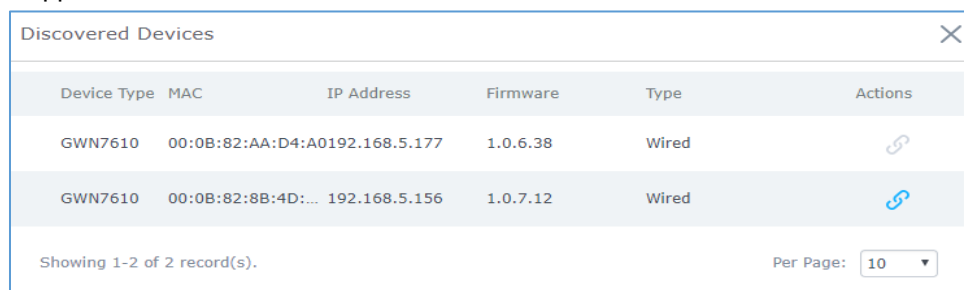 Discovered Devices
Device Type MAC IP Address Firmware Type Actions
GWN7610 00:0B:82:AA:D4:A0192.168.5.177 1.0.6.38 Wired
GWN7610 00:0B:82:8B:4D:... 192.168.5.156 1.0.7.12 Wired
Showing 1-2 of 2 record(s). Per Page: 10